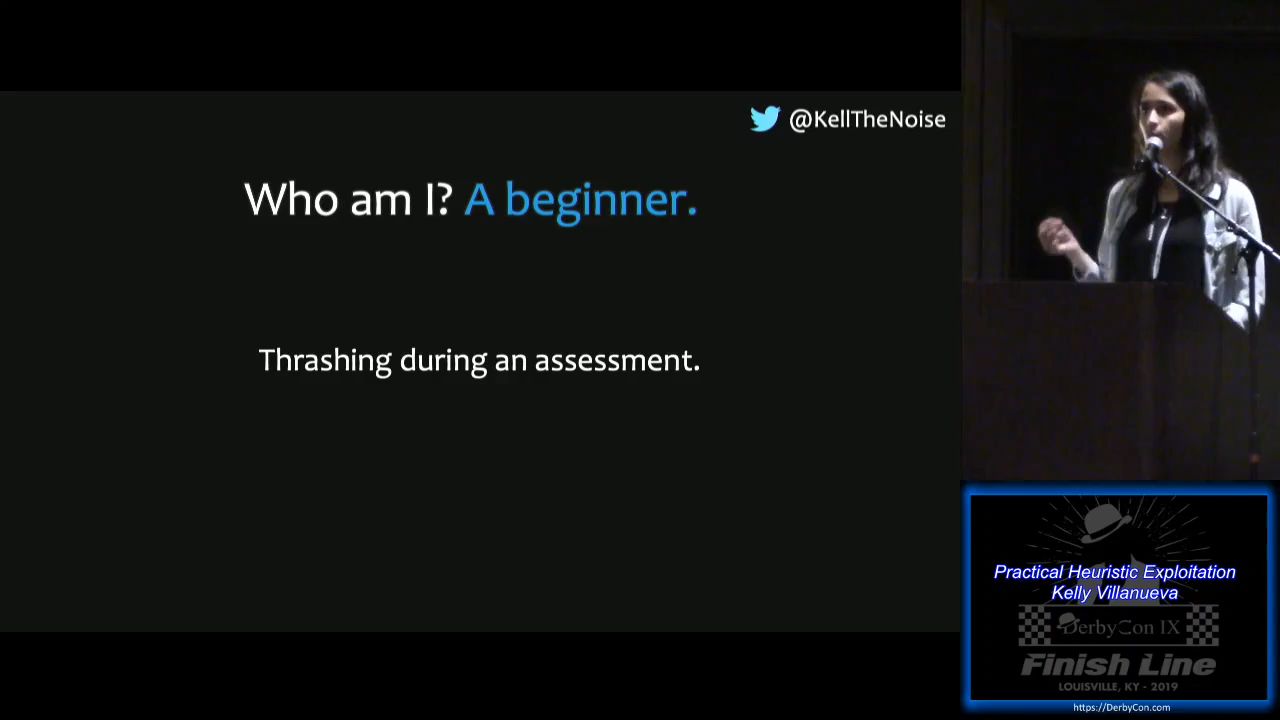 @KellTheNoise
Who am I? A beginner.
Thrashing during an assessment.
Practical Heuristic Exploitation
Kelly Villanueva
DerbyCon IX
Finish Line
LOUISVILLE, KY - 2019
https://DerbyCon.com